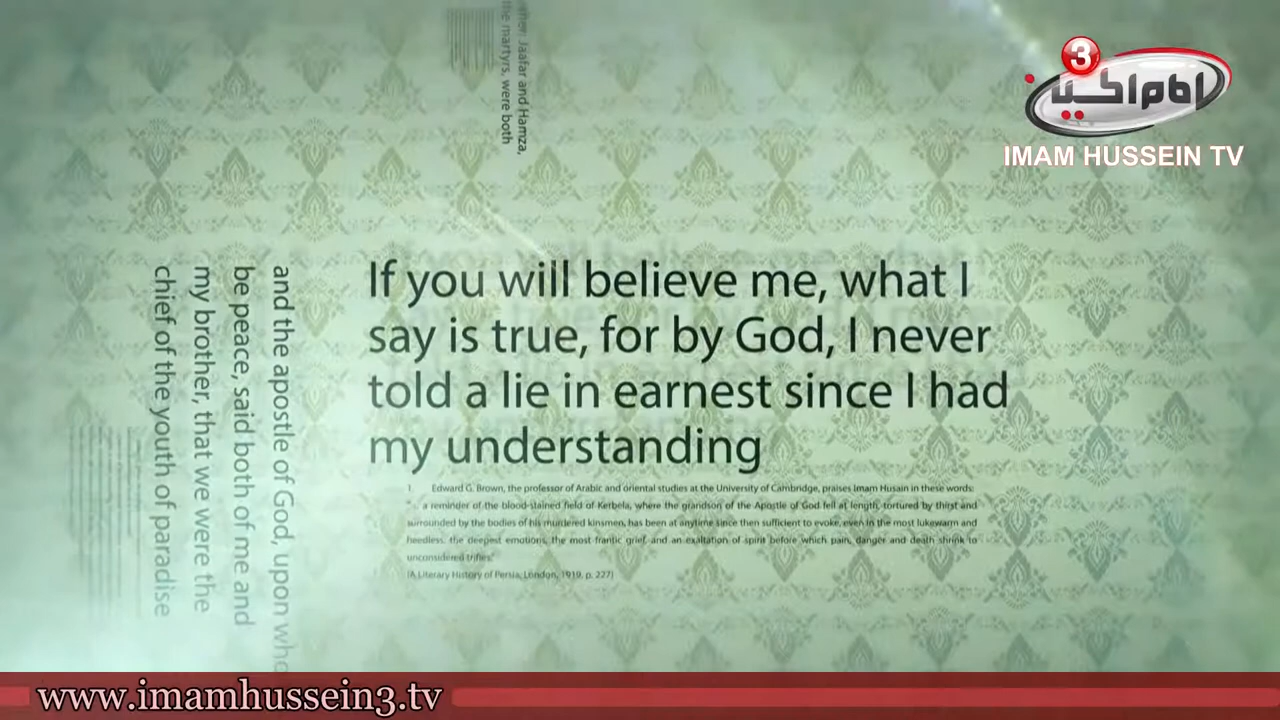 ther, Jaafar and Hamza,
the martyrs, were both
3
امام احسین
IMAM HUSSEIN TV
and the apostle of God, upon who
be peace, said both of me and
my brother, that we were the
chief of the youth of paradise
If you will believe me, what I
say is true, for by God, I never
told a lie in earnest since I had
my understanding
1. Edward G. Brown, the professor of Arabic and oriental studies at the University of Cambridge, praises Imam Husain in these words:
"... a reminder of the blood-stained field of Kerbela, where the grandson of the Apostle of God fell at length, tortured by thirst and
surrounded by the bodies of his murdered kinsmen, has been at anytime since then sufficient to evoke, even in the most lukewarm and
heedless, the deepest emotions, the most frantic grief, and an exaltation of spirit before which pain, danger and death shrink to
unconsidered trifles."
(A Literary History of Persia, London, 1919, p. 227)
www.imamhussein3.tv